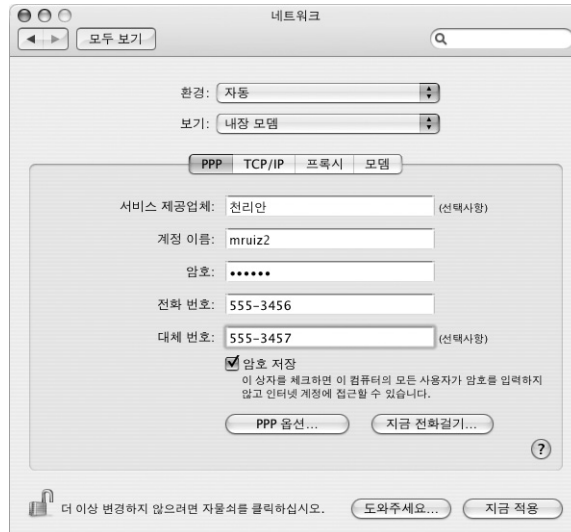 네트워크
모두 보기
환경: 자동
보기: 내장 모뎀
PPP TCP/IP 프록시 모뎀
서비스 제공업체: 천리안 (선택사항)
계정 이름: mruiz2
암호: ••••••
전화 번호: 555-3456
대체 번호: 555-3457 (선택사항)
암호 저장
이 상자를 체크하면 이 컴퓨터의 모든 사용자가 암호를 입력하지
않고 인터넷 계정에 접근할 수 있습니다.
PPP 옵션... 지금 전화걸기...
?
더 이상 변경하지 않으려면 자물쇠를 클릭하십시오. 도와주세요... 지금 적용